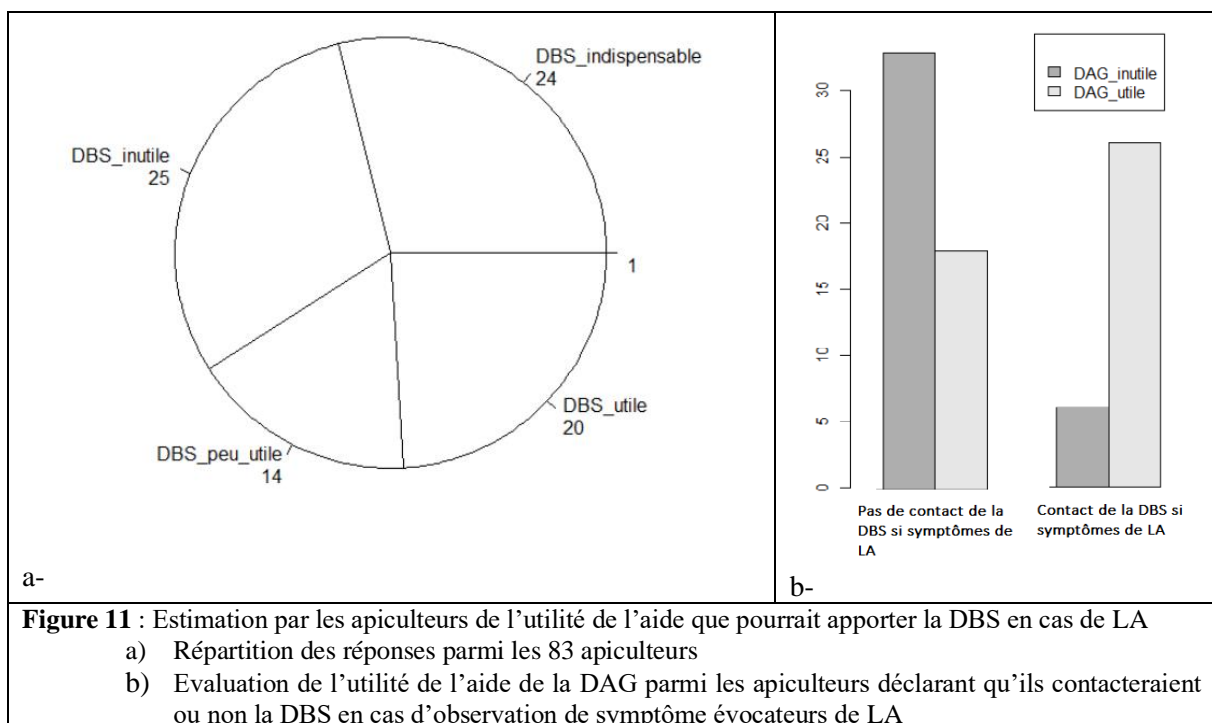 DBS_indispensable
24
DBS_inutile
25
1
DBS_utile
20
DBS_peu_utile
14
a-
DAG_inutile
DAG_utile
30
25
20
15
10
5
0
Pas de contact de la
DBS si symptômes de
LA
Contact de la DBS si
symptômes de LA
b-
Figure 11 : Estimation par les apiculteurs de l’utilité de l’aide que pourrait apporter la DBS en cas de LA
a) Répartition des réponses parmi les 83 apiculteurs
b) Evaluation de l’utilité de l’aide de la DAG parmi les apiculteurs déclarant qu’ils contacteraient
ou non la DBS en cas d’observation de symptôme évocateurs de LA